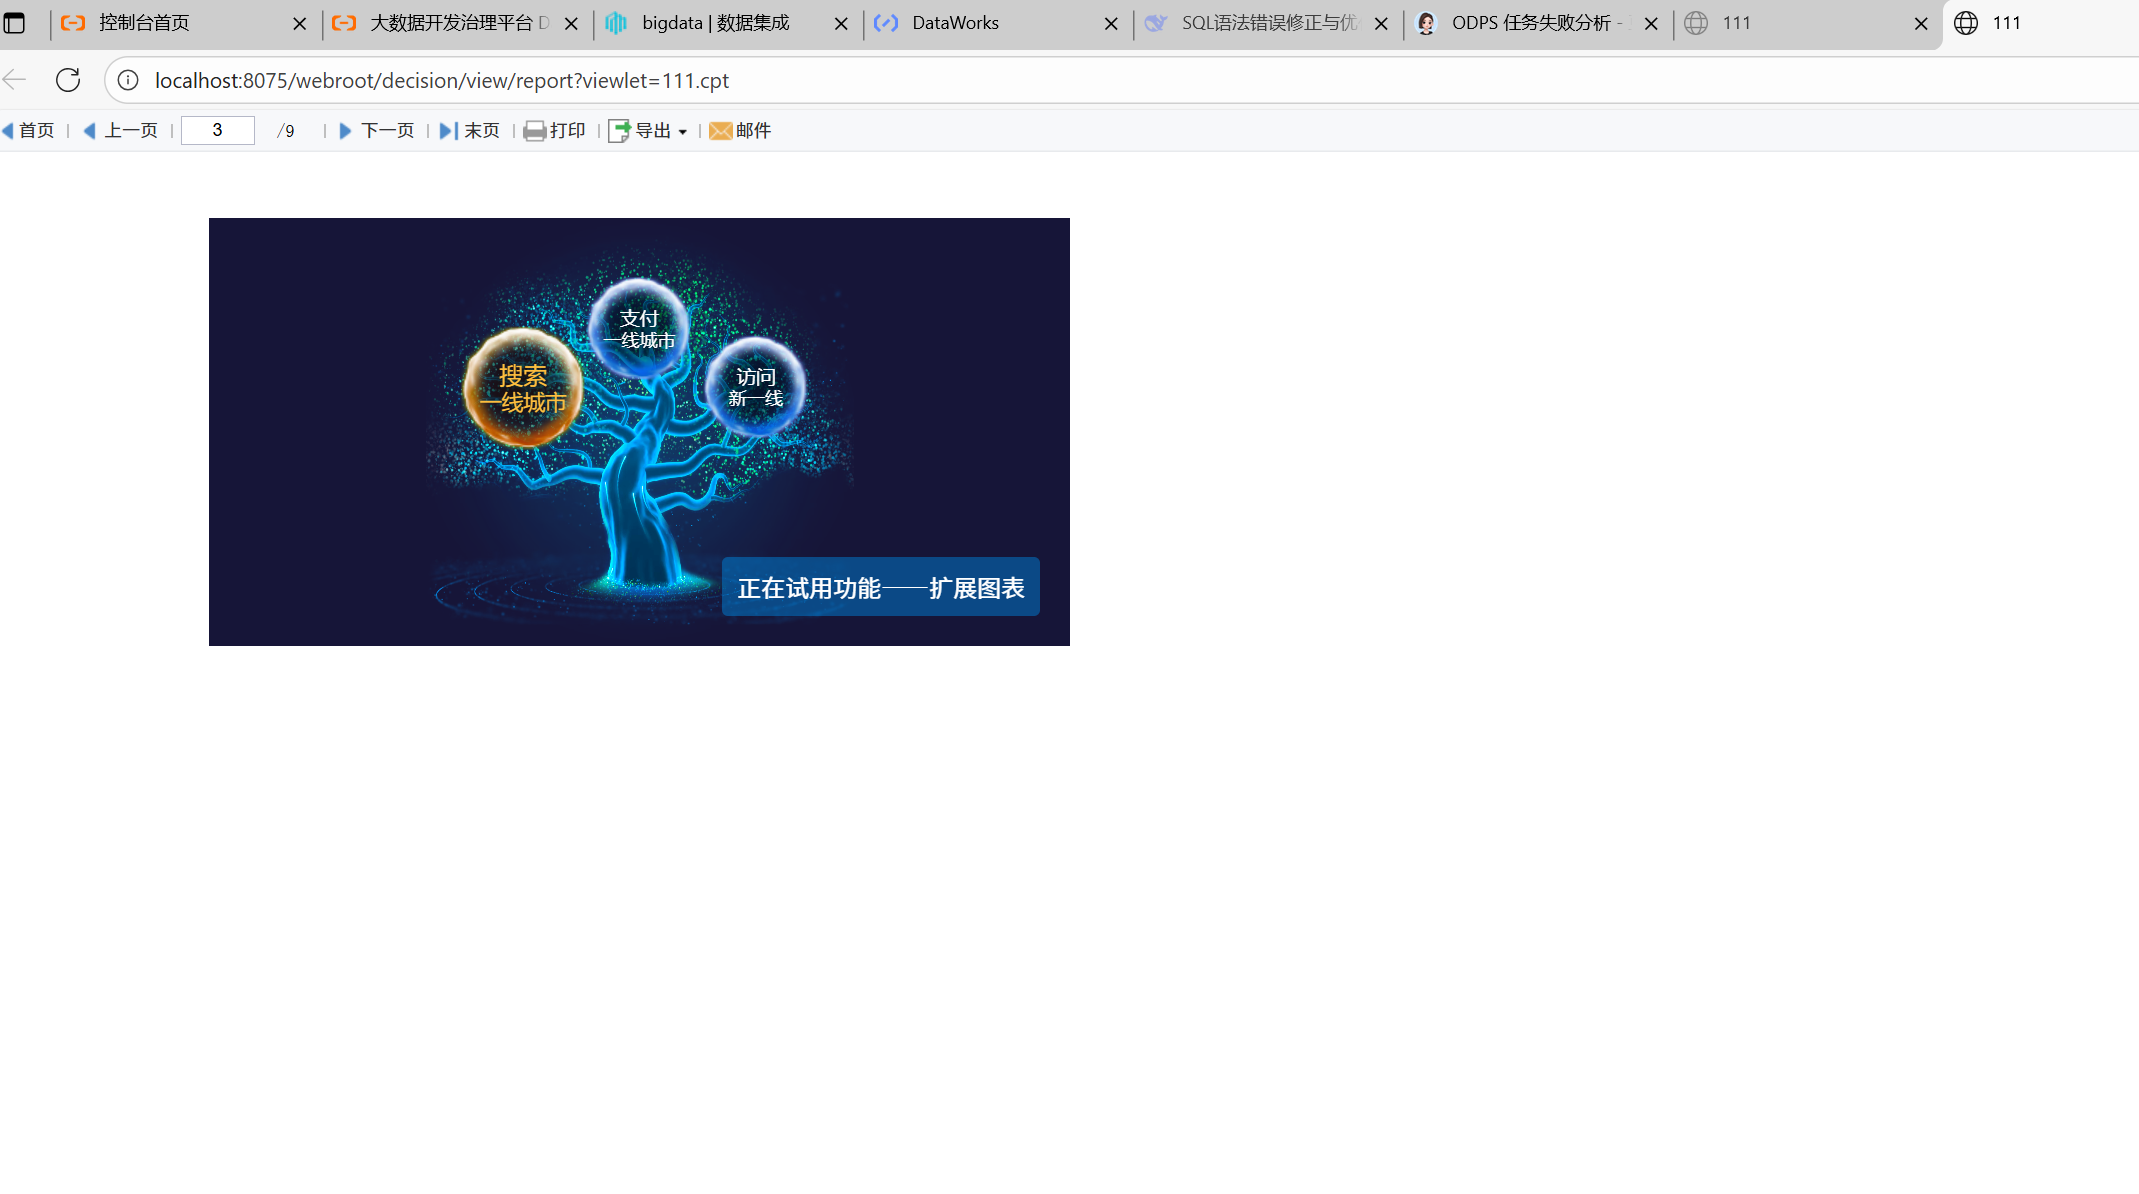 控制台首页
大数据开发治理平台 D
bigdata | 数据集成
DataWorks
SQL语法错误修正与优
ODPS 任务失败分析 -
111
111
localhost:8075/webroot/decision/view/report?viewlet=111.cpt
首页
上一页
3
/9
下一页
末页
打印
导出
邮件
支付
一线城市
搜索
一线城市
访问
新一线
正在试用功能——扩展图表